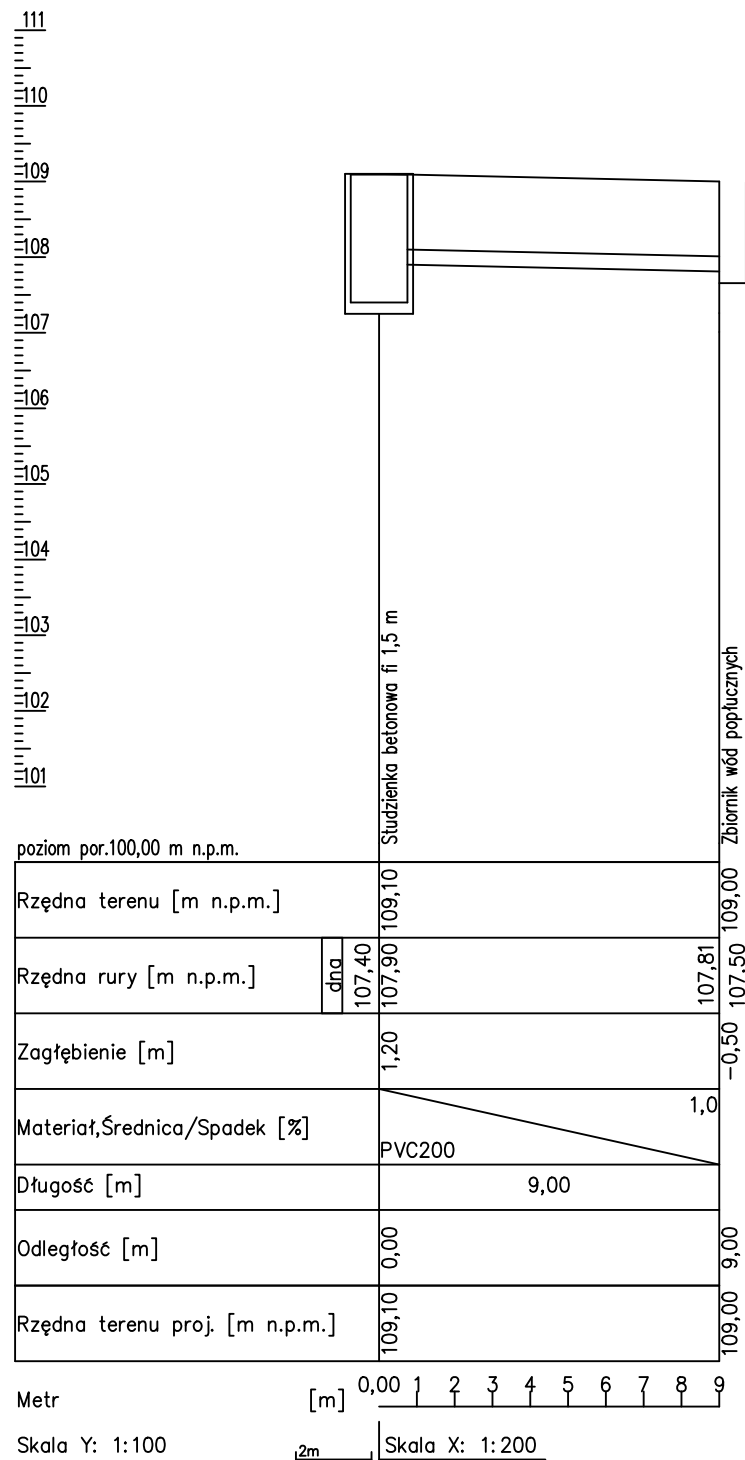 111
110
109
108
107
106
105
104
103
102
101
Studzienka betonowa fi 1,5 m
Zbiornik wód popłucznych
poziom por.100,00 m n.p.m.
Rzędna terenu [m n.p.m.]
109,10
109,00
Rzędna rury [m n.p.m.]
dna
107,40
107,90
107,81
107,50
Zagłębienie [m]
1,20
-0,50
Materiał,Średnica/Spadek [%]
PVC200
1,0
Długość [m]
9,00
Odległość [m]
0,00
9,00
Rzędna terenu proj. [m n.p.m.]
109,10
109,00
Metr [m] 0,00 1 2 3 4 5 6 7 8 9
Skala Y: 1:100 2m Skala X: 1:200